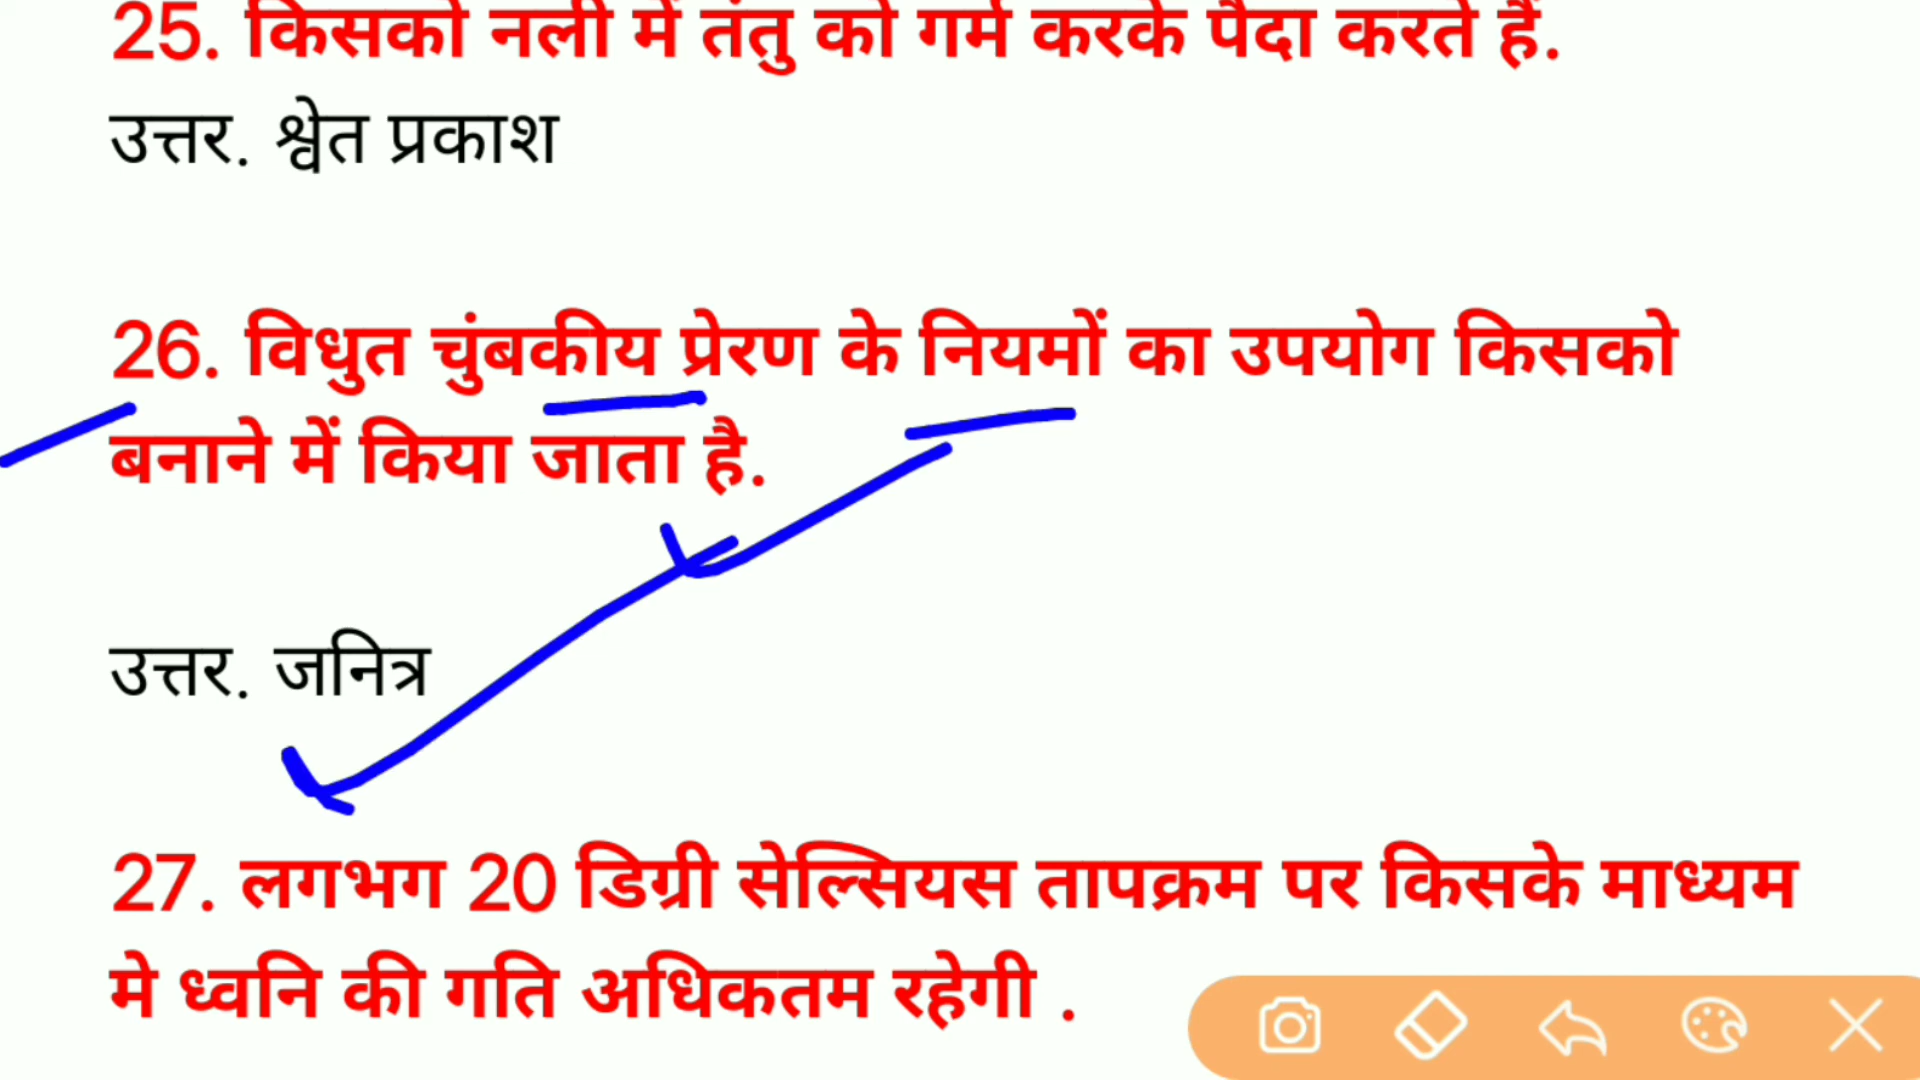 25. किसको नली में तंतु को गर्म करके पैदा करते हैं.
उत्तर. श्वेत प्रकाश
26. विधुत चुंबकीय प्रेरण के नियमों का उपयोग किसको
बनाने में किया जाता है.
उत्तर. जनित्र
27. लगभग 20 डिग्री सेल्सियस तापक्रम पर किसके माध्यम
मे ध्वनि की गति अधिकतम रहेगी .